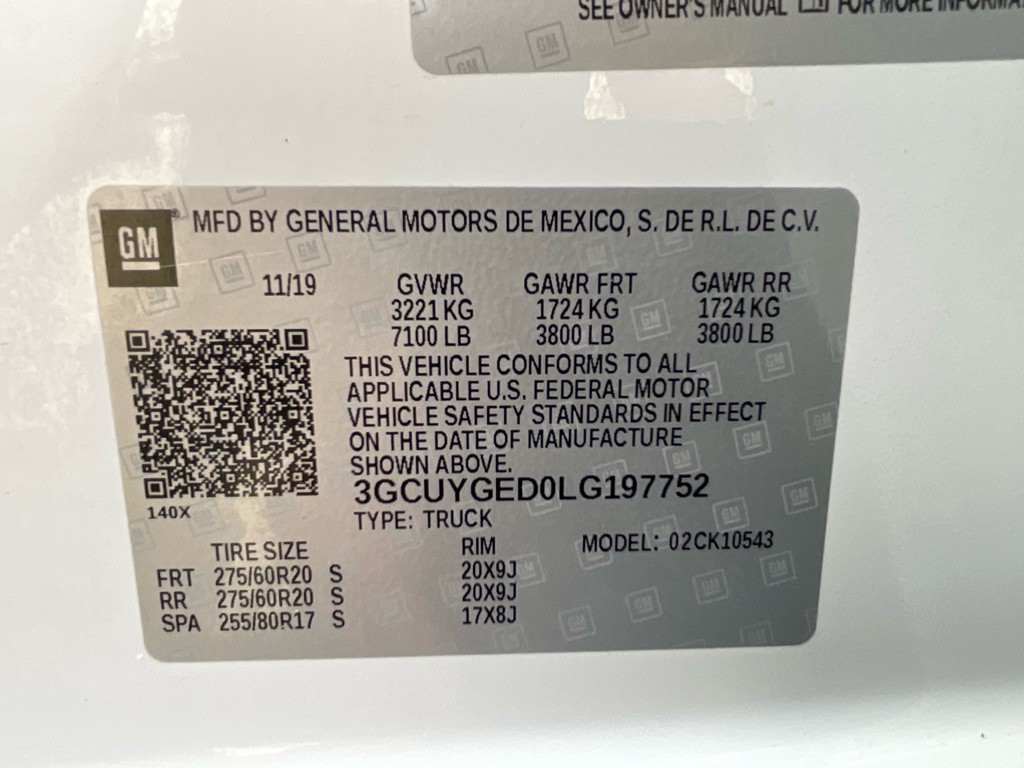 SEE OWNER'S MANUAL FOR MORE
GM
GM
GM ® MFD BY GENERAL MOTORS DE MEXICO, S. DE R.L. DE C.V.
11/19 GVWR GAWR FRT GAWR RR
3221 KG 1724 KG 1724 KG
7100 LB 3800 LB 3800 LB
THIS VEHICLE CONFORMS TO ALL
APPLICABLE U.S. FEDERAL MOTOR
VEHICLE SAFETY STANDARDS IN EFFECT
ON THE DATE OF MANUFACTURE
SHOWN ABOVE.
3GCUYGED0LG197752
140X
TYPE: TRUCK
TIRE SIZE RIM MODEL: 02CK10543
FRT 275/60R20 S 20X9J
RR 275/60R20 S 20X9J
SPA 255/80R17 S 17X8J